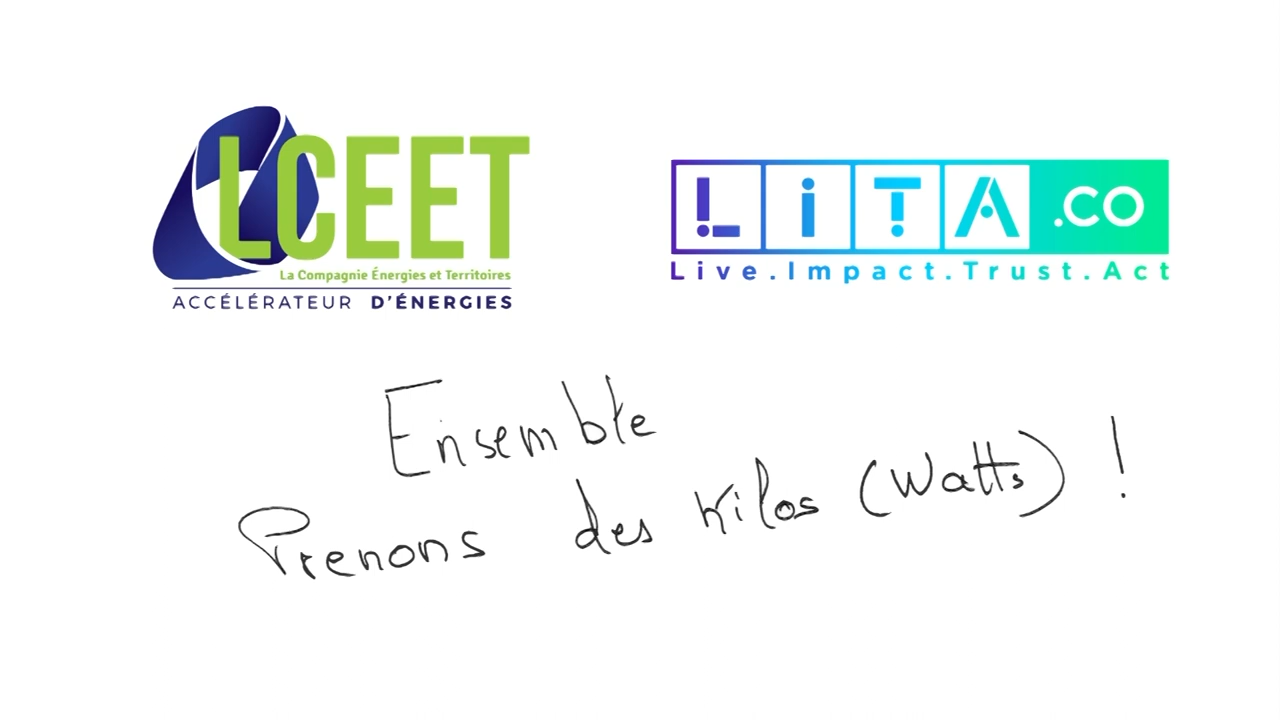 LCEET
La Compagnie Énergies et Territoires
ACCÉLÉRATEUR D'ÉNERGIES
LiTA.co
Live.Impact.Trust.Act
Ensemble
Prenons des kilos (Watts) !